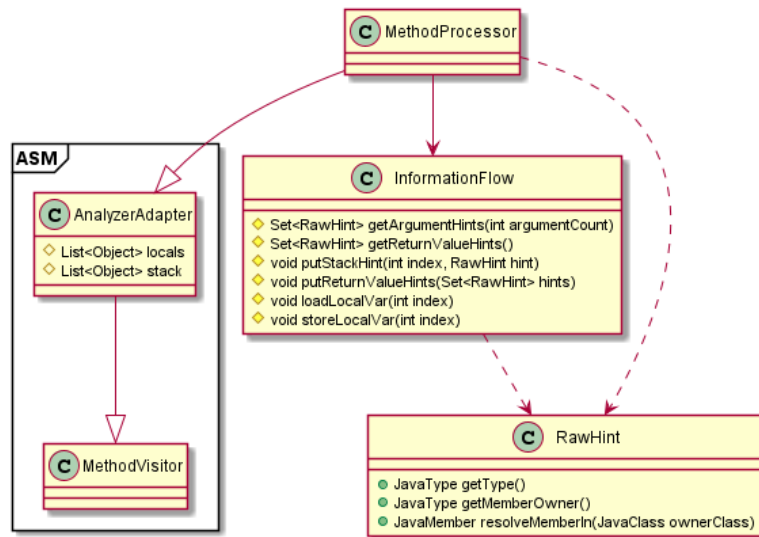 C MethodProcessor
ASM
C AnalyzerAdapter
List<Object> locals
List<Object> stack
C InformationFlow
Set<RawHint> getArgumentHints(int argumentCount)
Set<RawHint> getReturnValueHints()
void putStackHint(int index, RawHint hint)
void putReturnValueHints(Set<RawHint> hints)
void loadLocalVar(int index)
void storeLocalVar(int index)
C MethodVisitor
C RawHint
JavaType getType()
JavaType getMemberOwner()
JavaMember resolveMemberIn(JavaClass ownerClass)